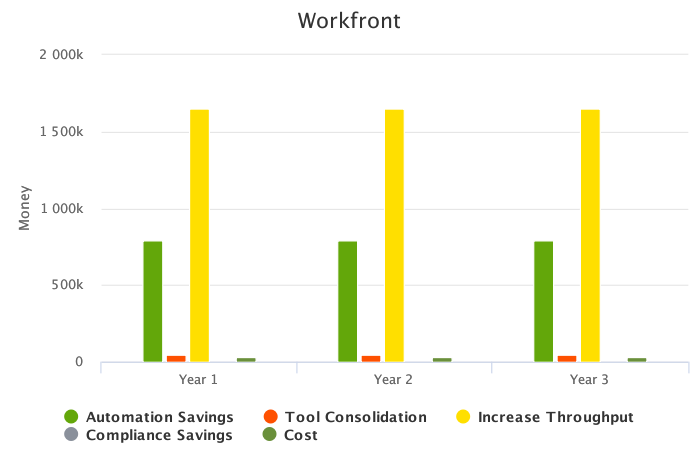 Workfront
2 000k
1 500k
1 000k
500k
0
Money
Year 1
Year 2
Year 3
Automation Savings
Tool Consolidation
Increase Throughput
Compliance Savings
Cost